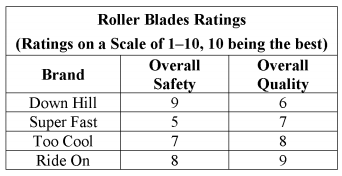 Roller Blades Ratings
(Ratings on a Scale of 1–10, 10 being the best)
Brand Overall Safety Overall Quality
Down Hill 9 6
Super Fast 5 7
Too Cool 7 8
Ride On 8 9